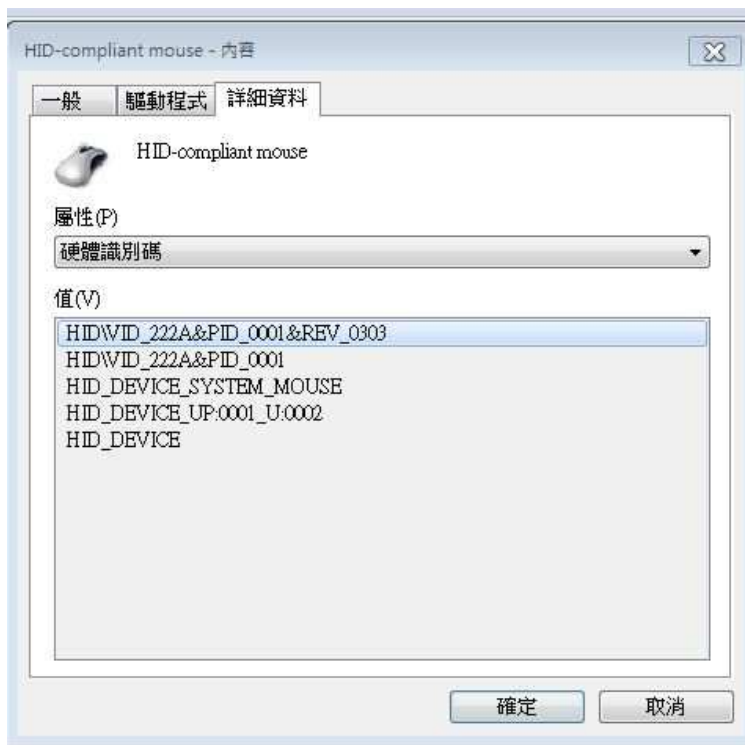 HID-compliant mouse - 內容
一般
驅動程式
詳細資料
HID-compliant mouse
屬性(P)
硬體識別碼
值(V)
HID\VID_222A&PID_0001&REV_0303
HID\VID_222A&PID_0001
HID_DEVICE_SYSTEM_MOUSE
HID_DEVICE_UP:0001_U:0002
HID_DEVICE
確定
取消